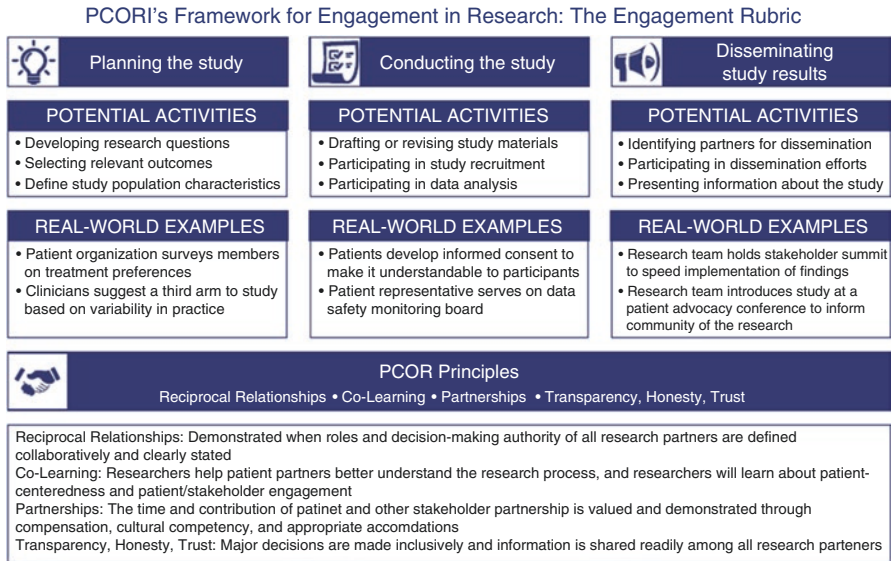 PCORI's Framework for Engagement in Research: The Engagement Rubric
Planning the study
POTENTIAL ACTIVITIES
• Developing research questions
• Selecting relevant outcomes
• Define study population characteristics
REAL-WORLD EXAMPLES
• Patient organization surveys members
on treatment preferences
• Clinicians suggest a third arm to study
based on variability in practice
Conducting the study
POTENTIAL ACTIVITIES
• Drafting or revising study materials
• Participating in study recruitment
• Participating in data analysis
REAL-WORLD EXAMPLES
• Patients develop informed consent to
make it understandable to participants
• Patient representative serves on data
safety monitoring board
Disseminating
study results
POTENTIAL ACTIVITIES
• Identifying partners for dissemination
• Participating in dissemination efforts
• Presenting information about the study
REAL-WORLD EXAMPLES
• Research team holds stakeholder summit
to speed implementation of findings
• Research team introduces study at a
patient advocacy conference to inform
community of the research
PCOR Principles
Reciprocal Relationships • Co-Learning • Partnerships • Transparency, Honesty, Trust
Reciprocal Relationships: Demonstrated when roles and decision-making authority of all research partners are defined
collaboratively and clearly stated
Co-Learning: Researchers help patient partners better understand the research process, and researchers will learn about patient-
centeredness and patient/stakeholder engagement
Partnerships: The time and contribution of patinet and other stakeholder partnership is valued and demonstrated through
compensation, cultural competency, and appropriate accomdations
Transparency, Honesty, Trust: Major decisions are made inclusively and information is shared readily among all research parteners